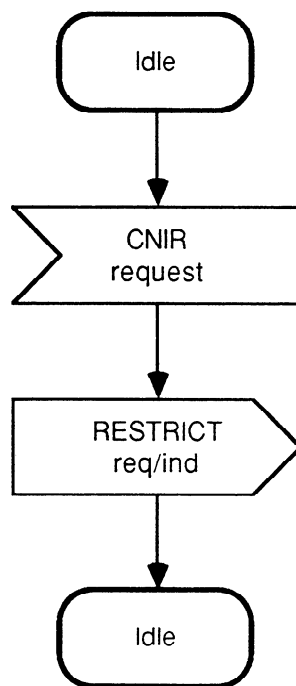 Idle
CNIR
request
RESTRICT
req/ind
Idle